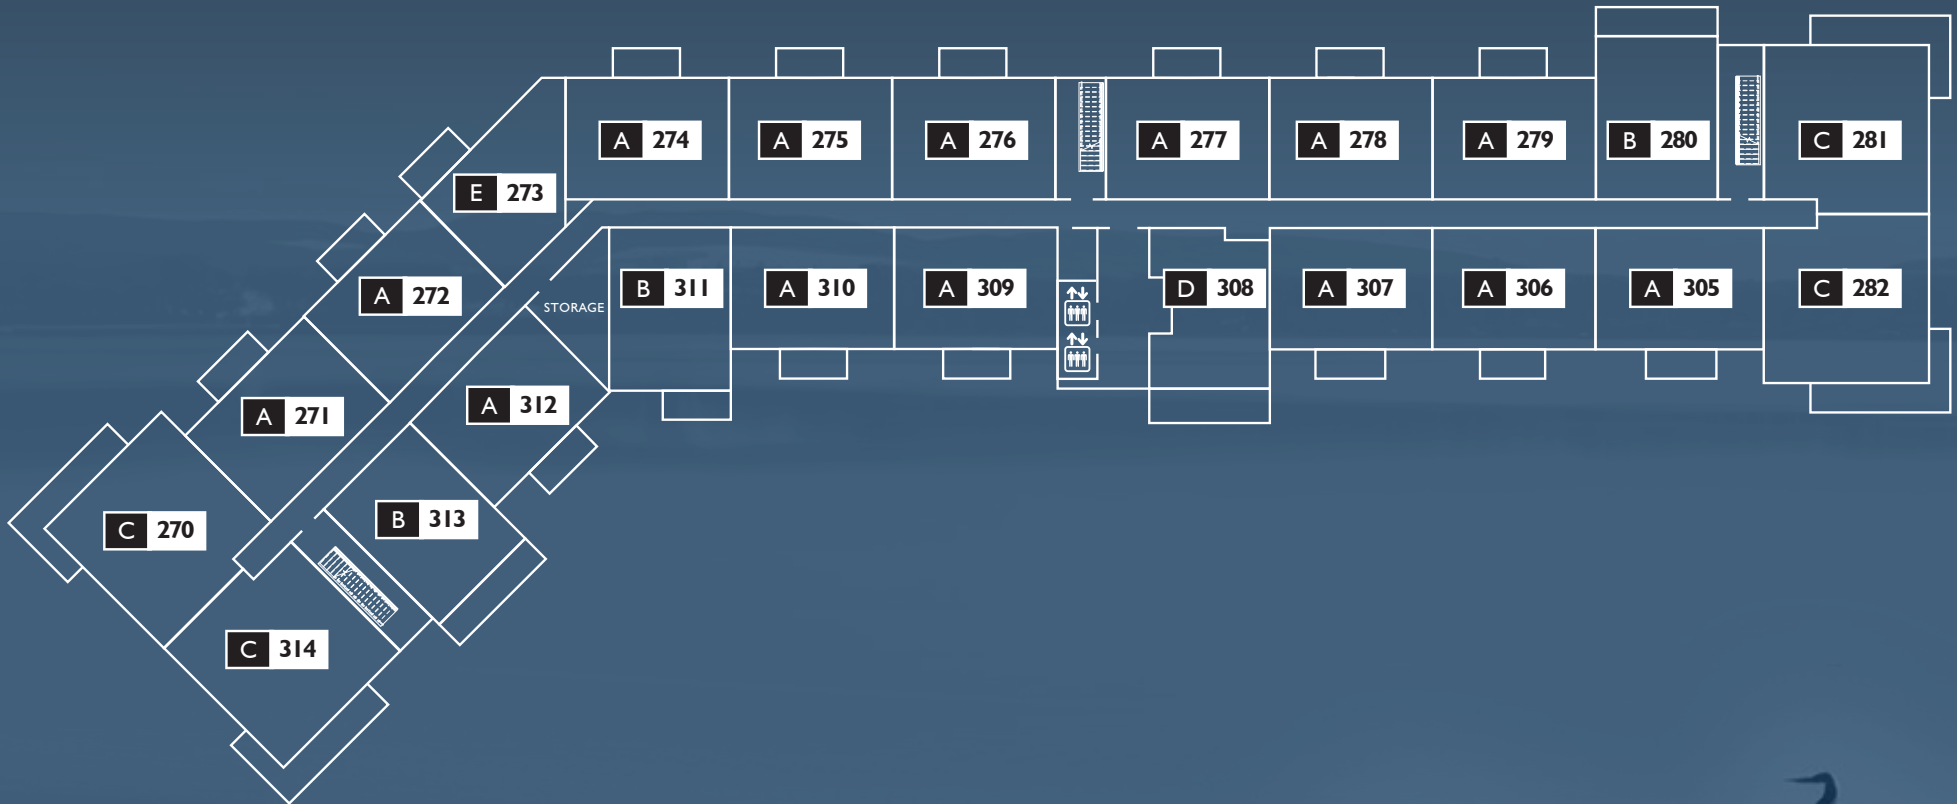 A 274
A 275
A 276
A 277
A 278
A 279
B 280
C 281
E 273
A 272
STORAGE
B 311
A 310
A 309
D 308
A 307
A 306
A 305
C 282
A 271
A 312
C 270
B 313
C 314